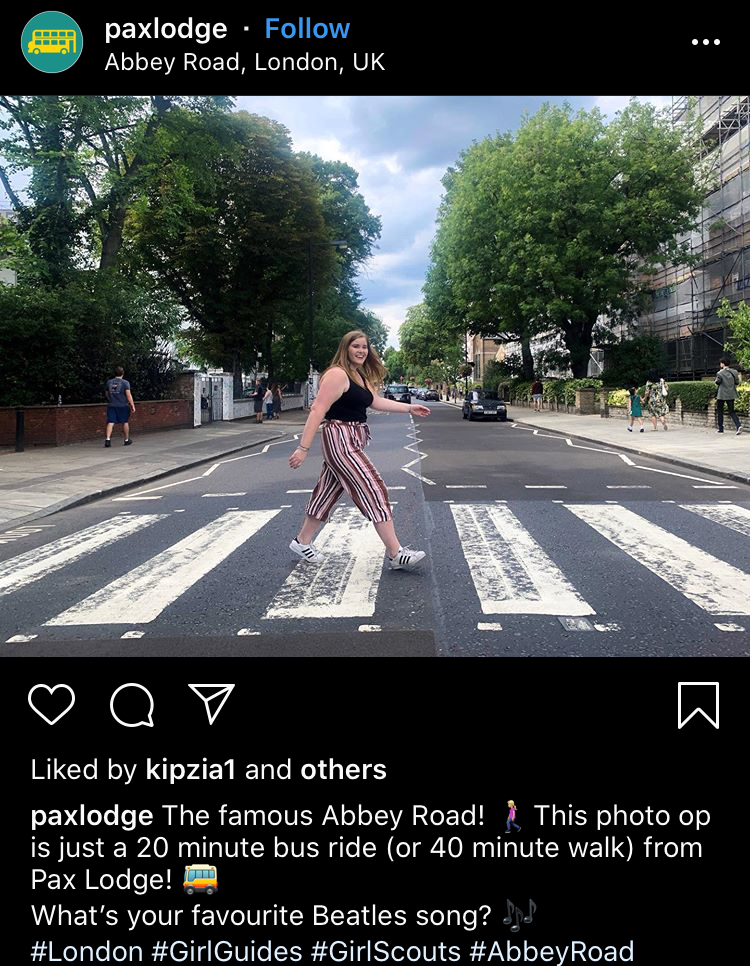 paxlodge · Follow
Abbey Road, London, UK
Liked by kipzia1 and others
paxlodge The famous Abbey Road! 🚶‍♀️ This photo op
is just a 20 minute bus ride (or 40 minute walk) from
Pax Lodge! 🚌
What’s your favourite Beatles song? 🎶
#London #GirlGuides #GirlScouts #AbbeyRoad